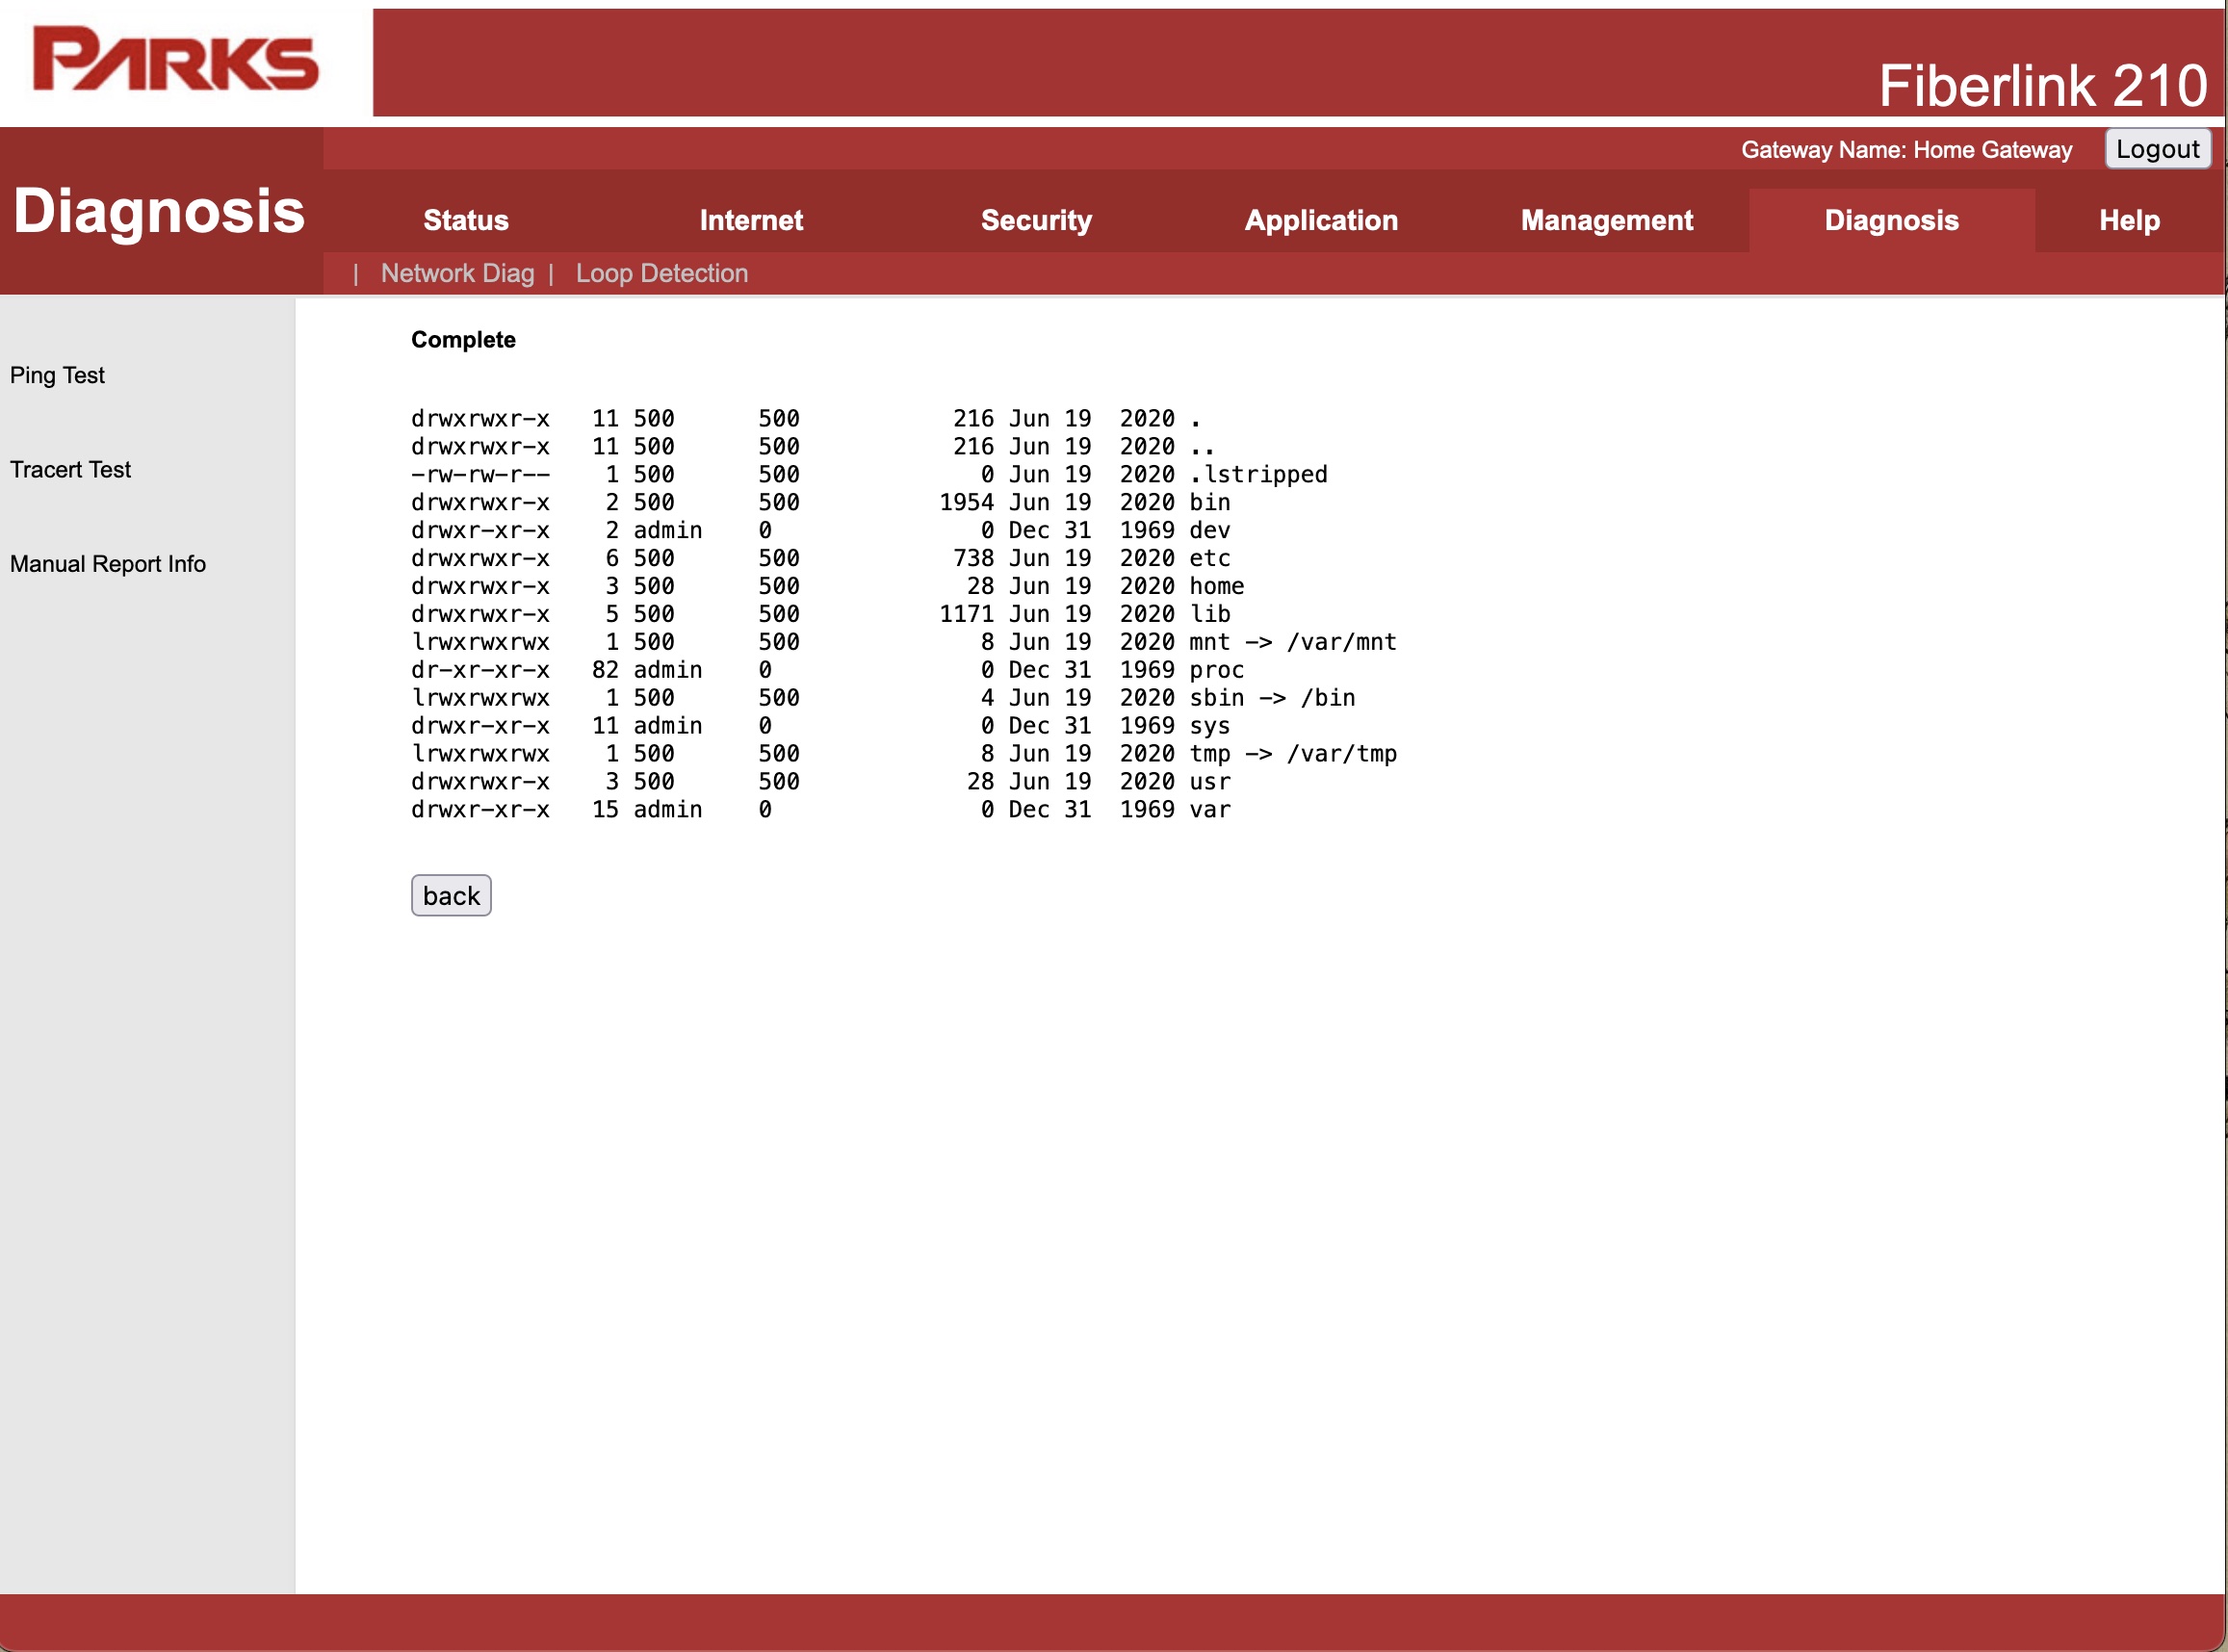 PARKS
Fiberlink 210
Gateway Name: Home Gateway Logout
Diagnosis
Status Internet Security Application Management Diagnosis Help
| Network Diag | Loop Detection
Ping Test
Tracert Test
Manual Report Info
Complete
drwxrwxr-x   11 500      500           216 Jun 19  2020 .
drwxrwxr-x   11 500      500           216 Jun 19  2020 ..
-rw-rw-r--    1 500      500             0 Jun 19  2020 .lstripped
drwxrwxr-x    2 500      500          1954 Jun 19  2020 bin
drwxr-xr-x    2 admin    0               0 Dec 31  1969 dev
drwxrwxr-x    6 500      500           738 Jun 19  2020 etc
drwxrwxr-x    3 500      500            28 Jun 19  2020 home
drwxrwxr-x    5 500      500          1171 Jun 19  2020 lib
lrwxrwxrwx    1 500      500             8 Jun 19  2020 mnt -> /var/mnt
dr-xr-xr-x   82 admin    0               0 Dec 31  1969 proc
lrwxrwxrwx    1 500      500             4 Jun 19  2020 sbin -> /bin
drwxr-xr-x   11 admin    0               0 Dec 31  1969 sys
lrwxrwxrwx    1 500      500             8 Jun 19  2020 tmp -> /var/tmp
drwxrwxr-x    3 500      500            28 Jun 19  2020 usr
drwxr-xr-x   15 admin    0               0 Dec 31  1969 var
back